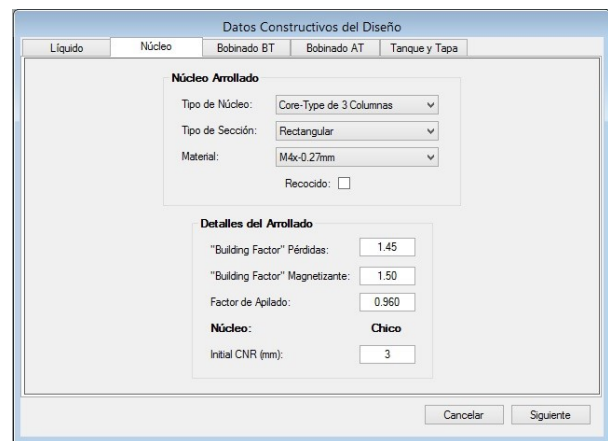 Datos Constructivos del Diseño
Líquido Núcleo Bobinado BT Bobinado AT Tanque y Tapa
Núcleo Arrollado
Tipo de Núcleo: Core-Type de 3 Columnas
Tipo de Sección: Rectangular
Material: M4x-0.27mm
Recocido:
Detalles del Arrollado
"Building Factor" Pérdidas: 1.45
"Building Factor" Magnetizante: 1.50
Factor de Apilado: 0.960
Núcleo: Chico
Initial CNR (mm): 3
Cancelar Siguiente